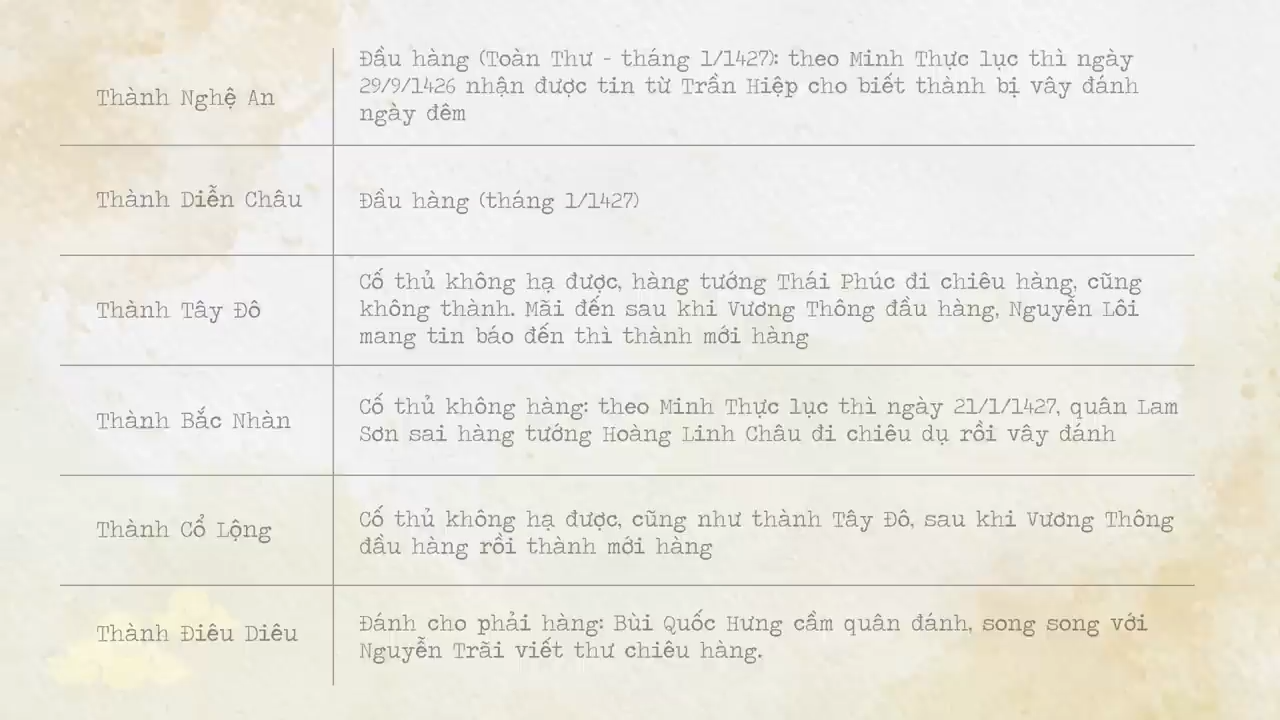 Thành Nghệ An
Đầu hàng (Toàn Thư - tháng 1/1427): theo Minh Thực lục thì ngày
29/9/1426 nhận được tin từ Trần Hiệp cho biết thành bị vây đánh
ngày đêm
Thành Diễn Châu
Đầu hàng (tháng 1/1427)
Thành Tây Đô
Cố thủ không hạ được, hàng tướng Thái Phúc đi chiêu hàng, cũng
không thành. Mãi đến sau khi Vương Thông đầu hàng, Nguyễn Lôi
mang tin báo đến thì thành mới hàng
Thành Bắc Nhàn
Cố thủ không hàng: theo Minh Thực lục thì ngày 21/1/1427, quân Lam
Sơn sai hàng tướng Hoàng Linh Châu đi chiêu dụ rồi vây đánh
Thành Cổ Lộng
Cố thủ không hạ được, cũng như thành Tây Đô, sau khi Vương Thông
đầu hàng rồi thành mới hàng
Thành Điêu Diêu
Đánh cho phải hàng: Bùi Quốc Hưng cầm quân đánh, song song với
Nguyễn Trãi viết thư chiêu hàng.